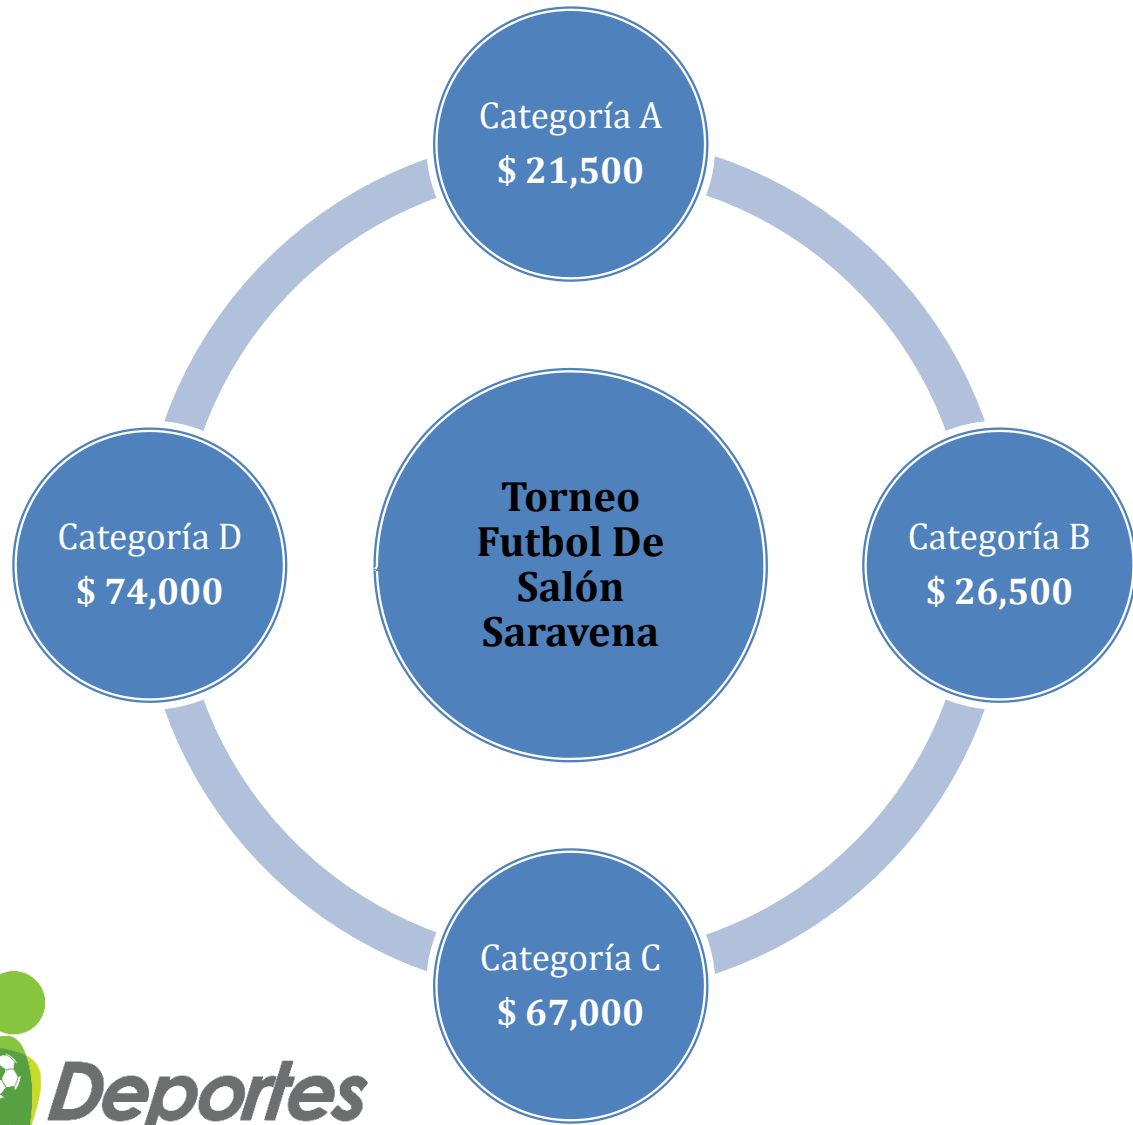 Categoría A
$ 21,500
Torneo
Futbol De
Salón
Saravena
Categoría D
$ 74,000
Categoría B
$ 26,500
Categoría C
$ 67,000
Deportes